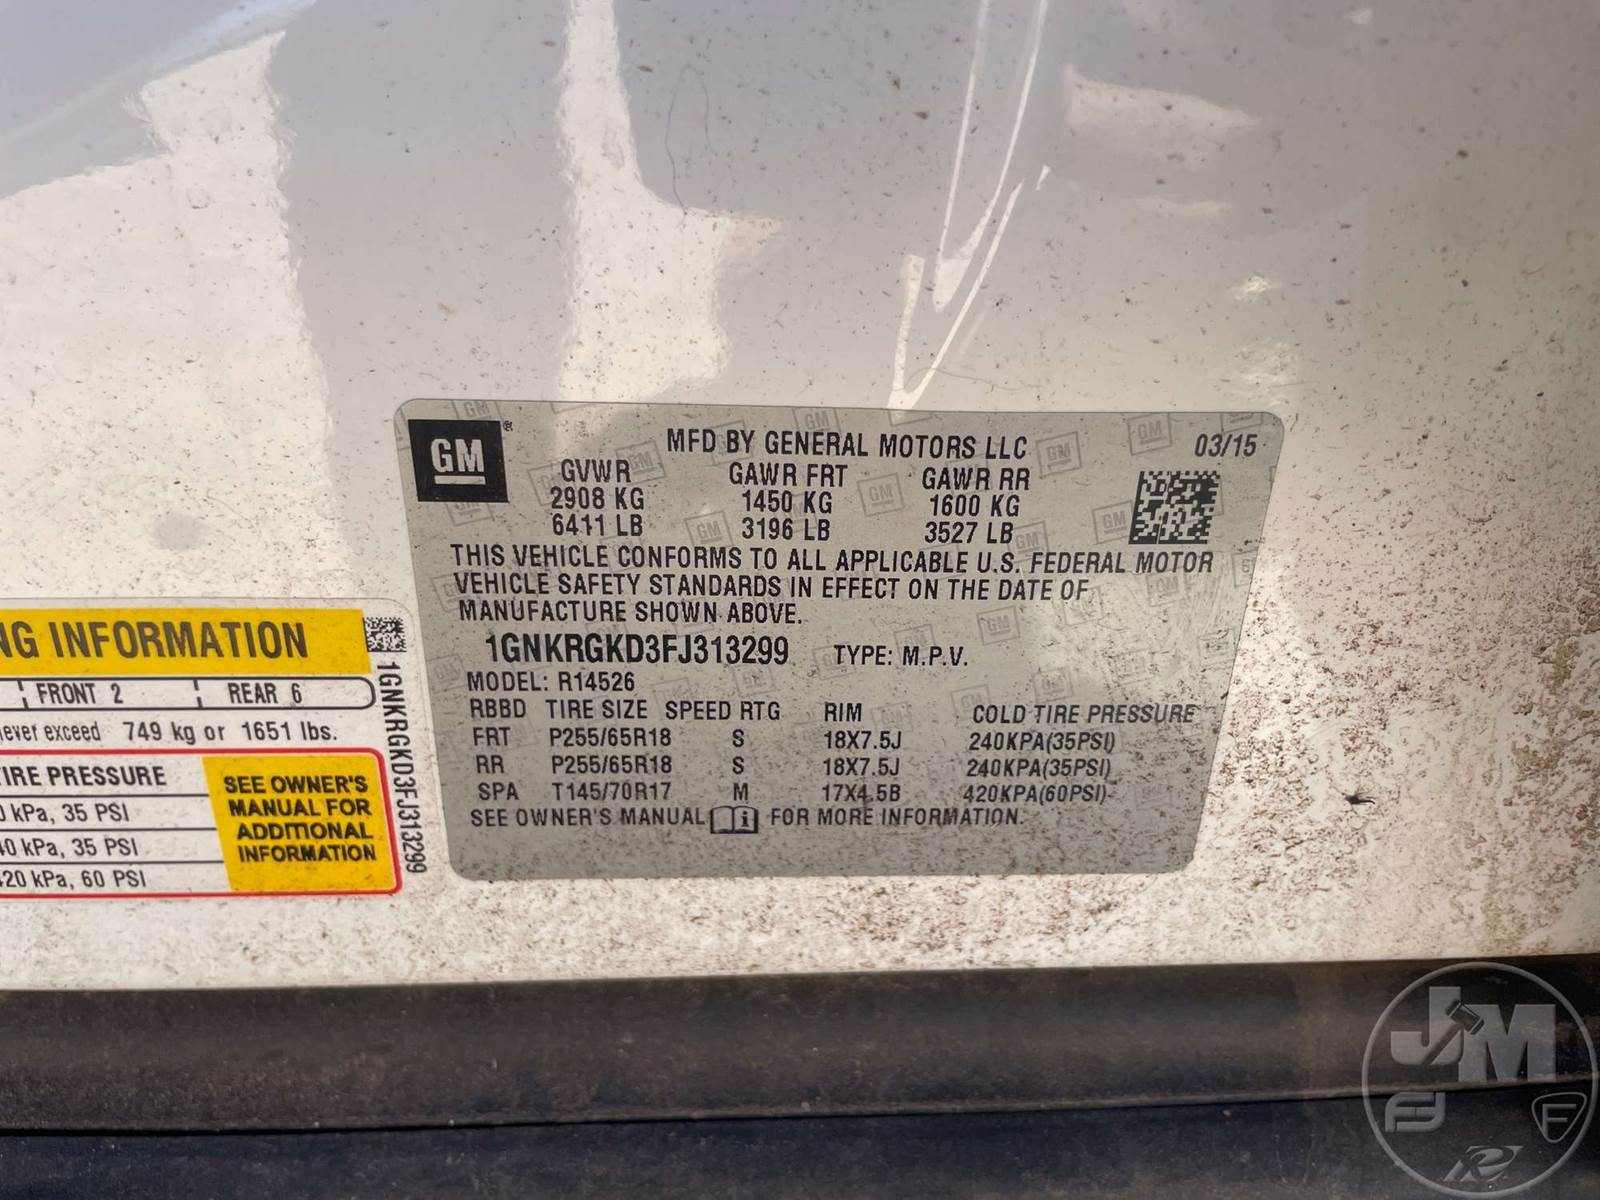 GM®
MFD BY GENERAL MOTORS LLC 03/15
GVWR GAWR FRT GAWR RR
2908 KG 1450 KG 1600 KG
6411 LB 3196 LB 3527 LB
THIS VEHICLE CONFORMS TO ALL APPLICABLE U.S. FEDERAL MOTOR
VEHICLE SAFETY STANDARDS IN EFFECT ON THE DATE OF
MANUFACTURE SHOWN ABOVE.
1GNKRGKD3FJ313299 TYPE: M.P.V.
MODEL: R14526
RBBD TIRE SIZE SPEED RTG RIM COLD TIRE PRESSURE
FRT P255/65R18 S 18X7.5J 240KPA(35PSI)
RR P255/65R18 S 18X7.5J 240KPA(35PSI)
SPA T145/70R17 M 17X4.5B 420KPA(60PSI)
SEE OWNER'S MANUAL FOR MORE INFORMATION.
NG INFORMATION
FRONT 2 REAR 6
never exceed 749 kg or 1651 lbs.
TIRE PRESSURE
0 kPa, 35 PSI
40 kPa, 35 PSI
420 kPa, 60 PSI
SEE OWNER'S
MANUAL FOR
ADDITIONAL
INFORMATION
1GNKRGKD3FJ313299
JM